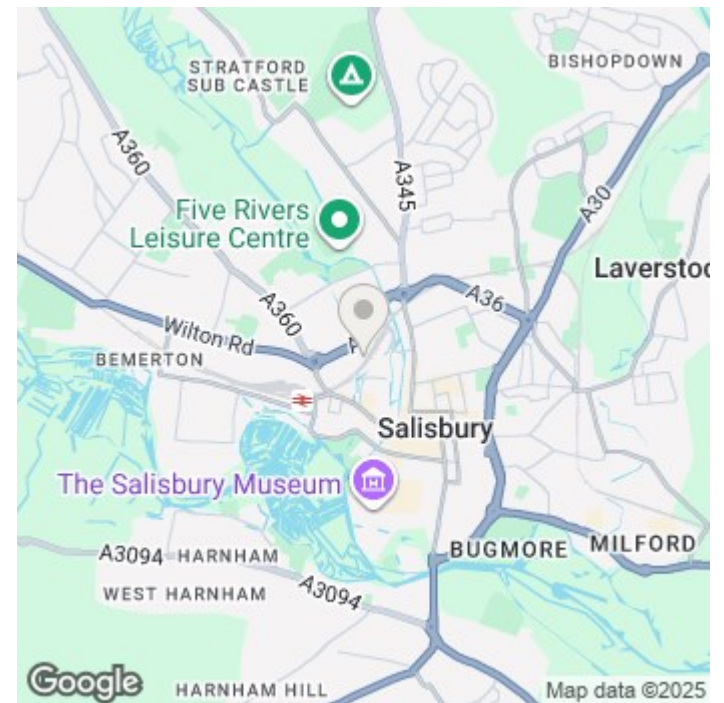 STRATFORD
SUB CASTLE
BISHOPDOWN
A360
A345
A30
Five Rivers
Leisure Centre
Laverstoc
A36
A360
Wilton Rd
A
BEMERTON
Salisbury
The Salisbury Museum
A3094
HARNHAM
BUGMORE
MILFORD
WEST HARNHAM
A3094
Google
HARNHAM HILL
Map data ©2025